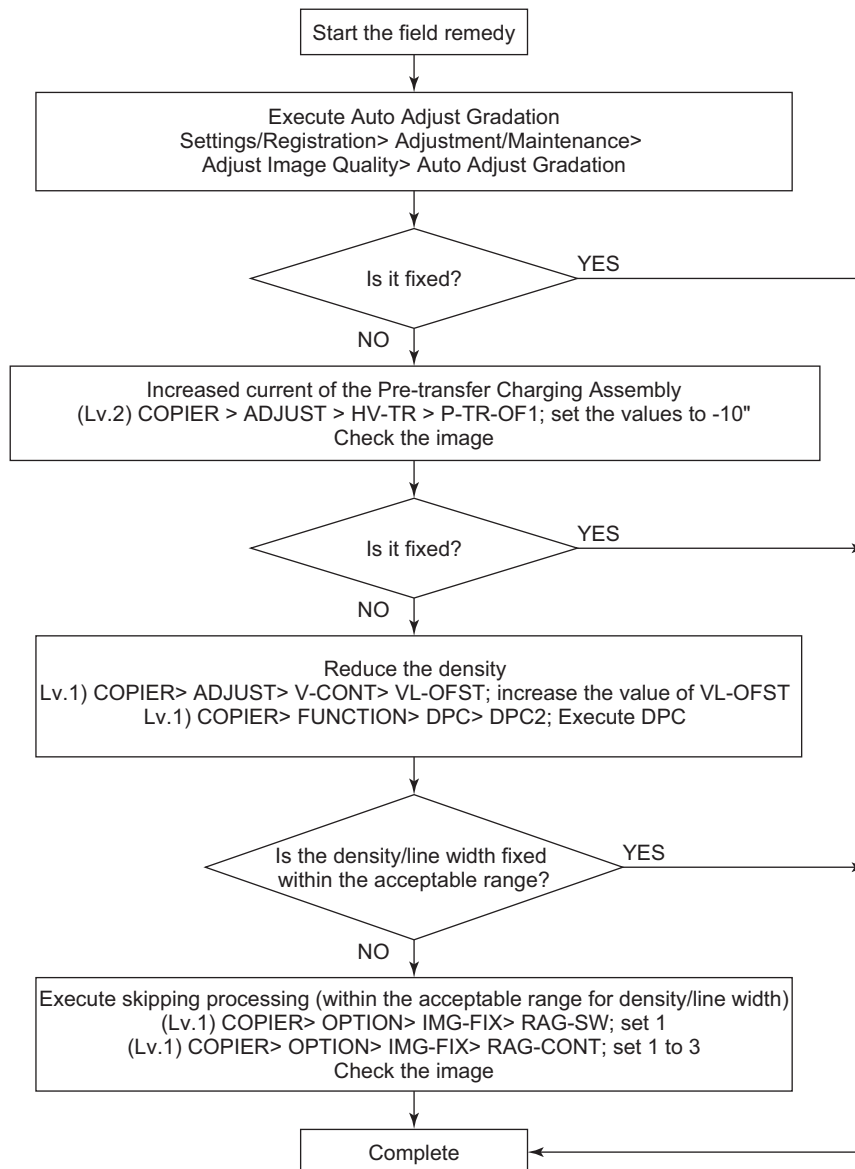 Start the field remedy
Execute Auto Adjust Gradation
Settings/Registration> Adjustment/Maintenance>
Adjust Image Quality> Auto Adjust Gradation
Is it fixed?
YES
NO
Increased current of the Pre-transfer Charging Assembly
(Lv.2) COPIER > ADJUST > HV-TR > P-TR-OF1; set the values to -10"
Check the image
Is it fixed?
YES
NO
Reduce the density
Lv.1) COPIER> ADJUST> V-CONT> VL-OFST; increase the value of VL-OFST
Lv.1) COPIER> FUNCTION> DPC> DPC2; Execute DPC
Is the density/line width fixed
within the acceptable range?
YES
NO
Execute skipping processing (within the acceptable range for density/line width)
(Lv.1) COPIER> OPTION> IMG-FIX> RAG-SW; set 1
(Lv.1) COPIER> OPTION> IMG-FIX> RAG-CONT; set 1 to 3
Check the image
Complete